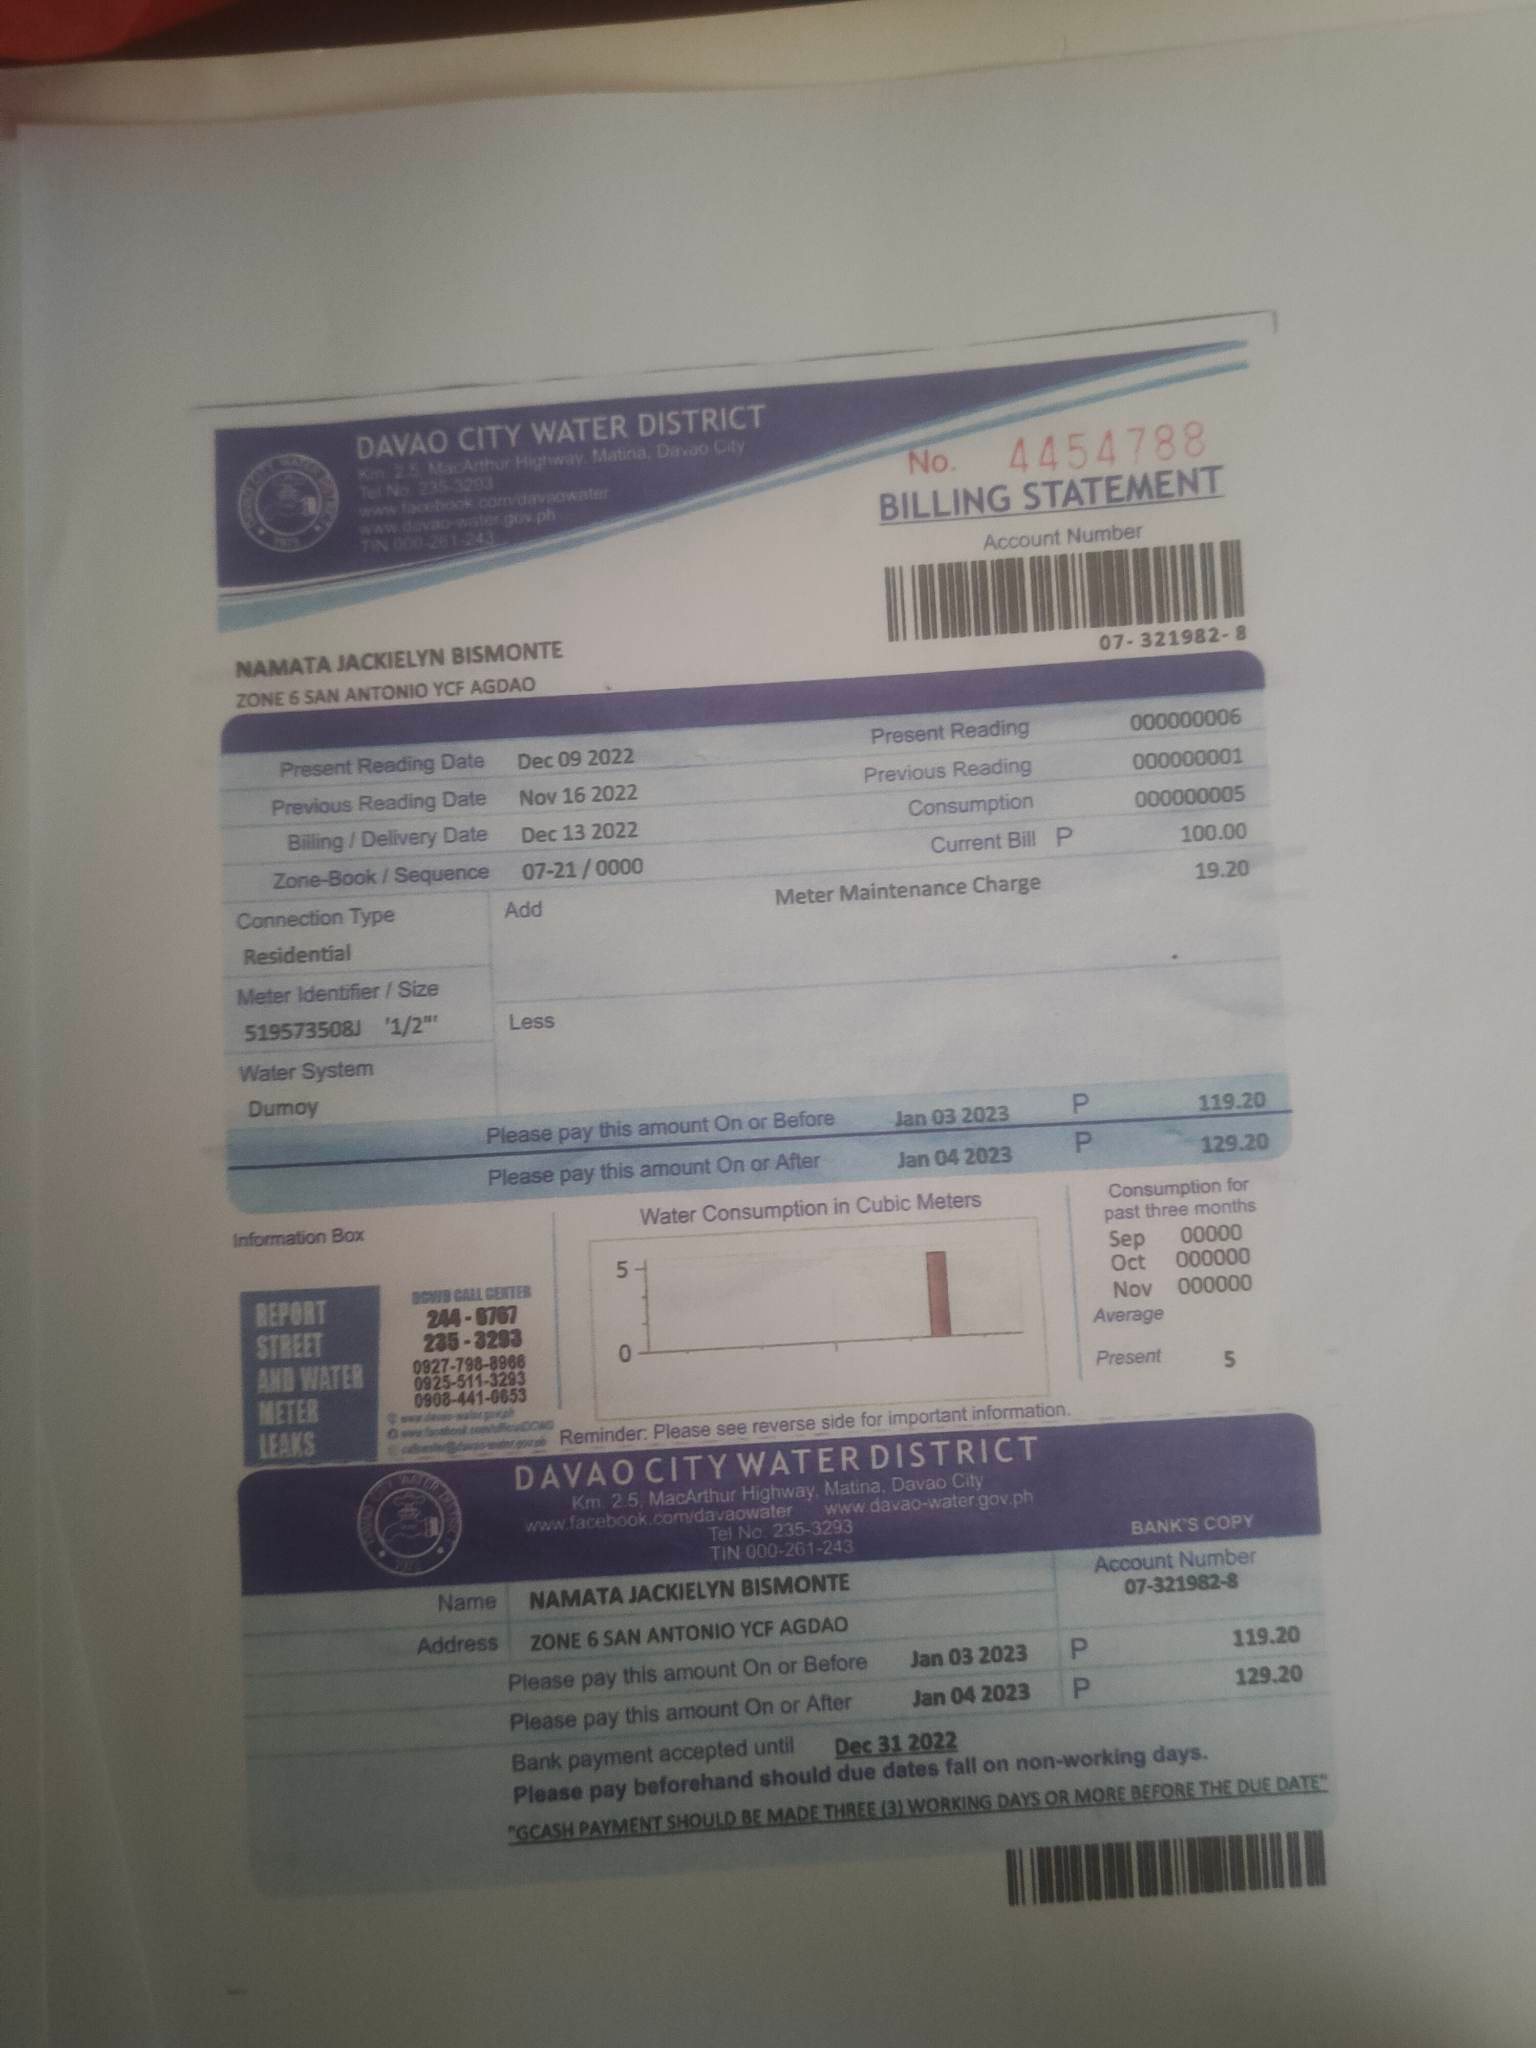 DAVAO CITY WATER DISTRICT
Km. 2.5, MacArthur Highway, Matina, Davao City
Tel No. 235-3293
www.facebook.com/davaowater
www.davao-water.gov.ph
TIN 000-261-243
No. 4454788
BILLING STATEMENT
Account Number
07- 321982- 8
NAMATA JACKIELYN BISMONTE
ZONE 6 SAN ANTONIO YCF AGDAO
Present Reading Date Dec 09 2022 Present Reading 000000006
Previous Reading Date Nov 16 2022 Previous Reading 000000001
Billing / Delivery Date Dec 13 2022 Consumption 000000005
Zone-Book / Sequence 07-21 / 0000 Current Bill P 100.00
Connection Type Add Meter Maintenance Charge 19.20
Residential
Meter Identifier / Size
519573508J '1/2"' Less
Water System
Dumoy
Please pay this amount On or Before Jan 03 2023 P 119.20
Please pay this amount On or After Jan 04 2023 P 129.20
Information Box
Water Consumption in Cubic Meters
5
0
Consumption for
past three months
Sep 00000
Oct 000000
Nov 000000
Average
Present 5
REPORT
STREET
AND WATER
METER
LEAKS
DCWD CALL CENTER
244 - 6767
235 - 3293
0927-798-8966
0925-511-3293
0908-441-0653
www.davao-water.gov.ph
Reminder: Please see reverse side for important information.
DAVAO CITY WATER DISTRICT
Km. 2.5, MacArthur Highway, Matina, Davao City
www.facebook.com/davaowater www.davao-water.gov.ph
Tel No. 235-3293
TIN 000-261-243
BANK'S COPY
Account Number
07-321982-8
Name NAMATA JACKIELYN BISMONTE
Address ZONE 6 SAN ANTONIO YCF AGDAO
Please pay this amount On or Before Jan 03 2023 P 119.20
Please pay this amount On or After Jan 04 2023 P 129.20
Bank payment accepted until Dec 31 2022
Please pay beforehand should due dates fall on non-working days.
"GCASH PAYMENT SHOULD BE MADE THREE (3) WORKING DAYS OR MORE BEFORE THE DUE DATE"